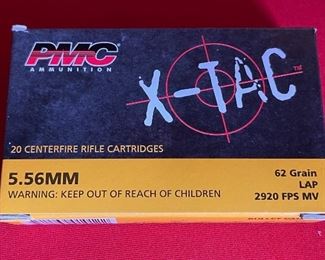 PMC
AMMUNITION
X-TAC
TM
20 CENTERFIRE RIFLE CARTRIDGES
5.56MM
WARNING: KEEP OUT OF REACH OF CHILDREN
62 Grain
LAP
2920 FPS MV